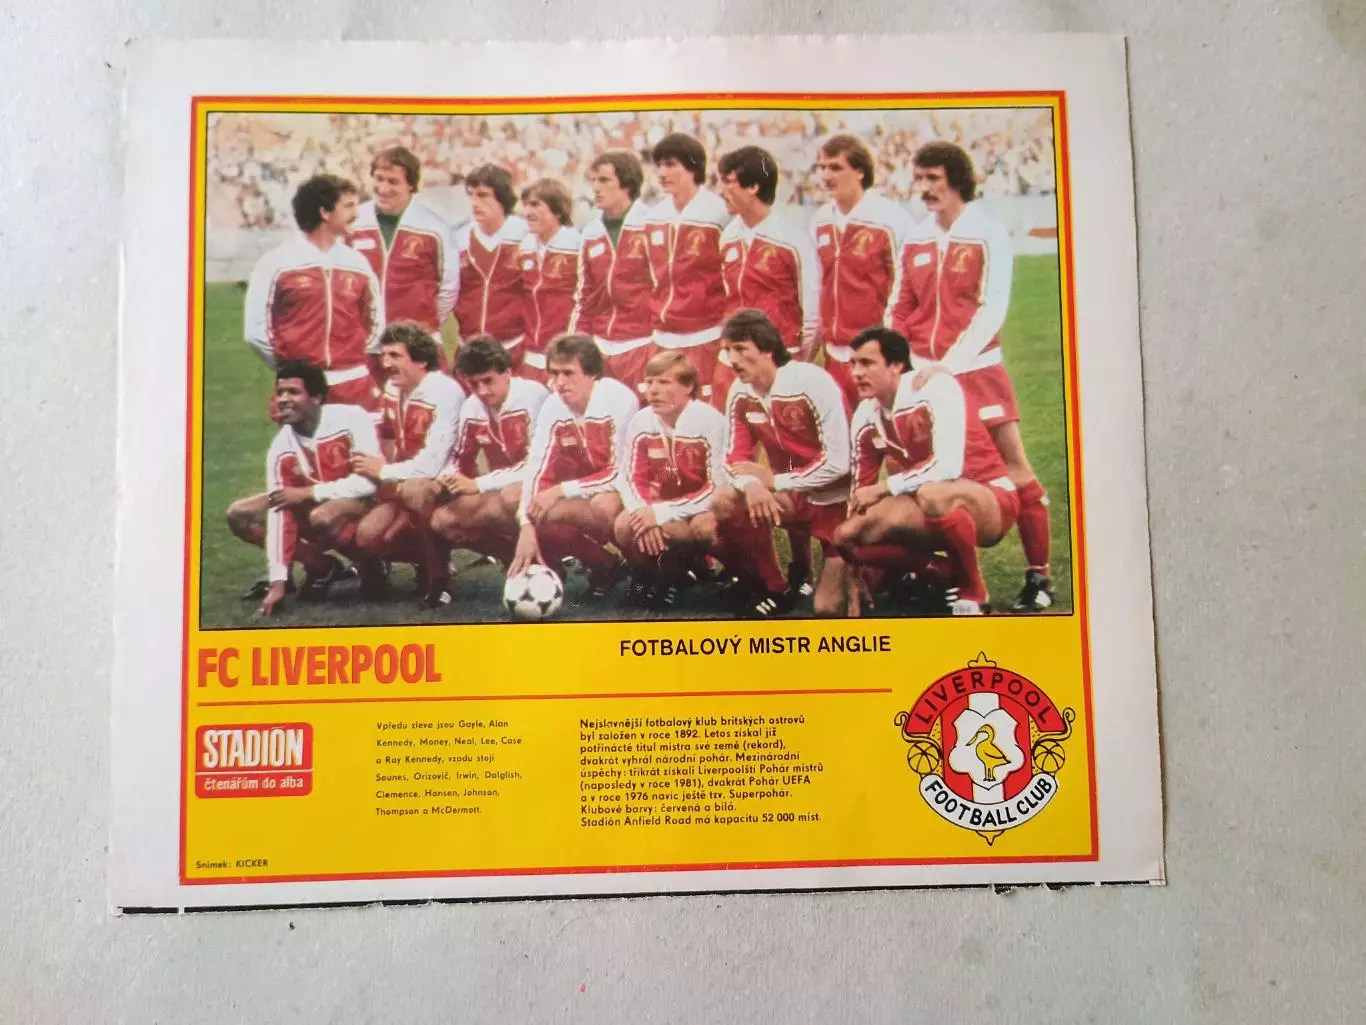 FC LIVERPOOL
FOTBALOVÝ MISTR ANGLIE
STADIÓN
čtenářům do alba
Vpředu zleva jsou Gayle, Alan
Kennedy, Money, Neal, Lee, Case
a Ray Kennedy, vzadu stojí
Sounes, Orizovič, Irwin, Dalglish,
Clemence, Hansen, Johnson,
Thompson a McDermott.
Nejslavnější fotbalový klub britských ostrovů
byl založen v roce 1892. Letos získal již
potřinácté titul mistra své země (rekord),
dvakrát vyhrál národní pohár. Mezinárodní
úspěchy: třikrát získali Liverpoolští Pohár mistrů
(naposledy v roce 1981), dvakrát Pohár UEFA
a v roce 1976 navíc ještě tzv. Superpohár.
Klubové barvy: červená a bílá.
Stadión Anfield Road má kapacitu 52 000 míst.
LIVERPOOL
FOOTBALL CLUB
Snímek: KICKER